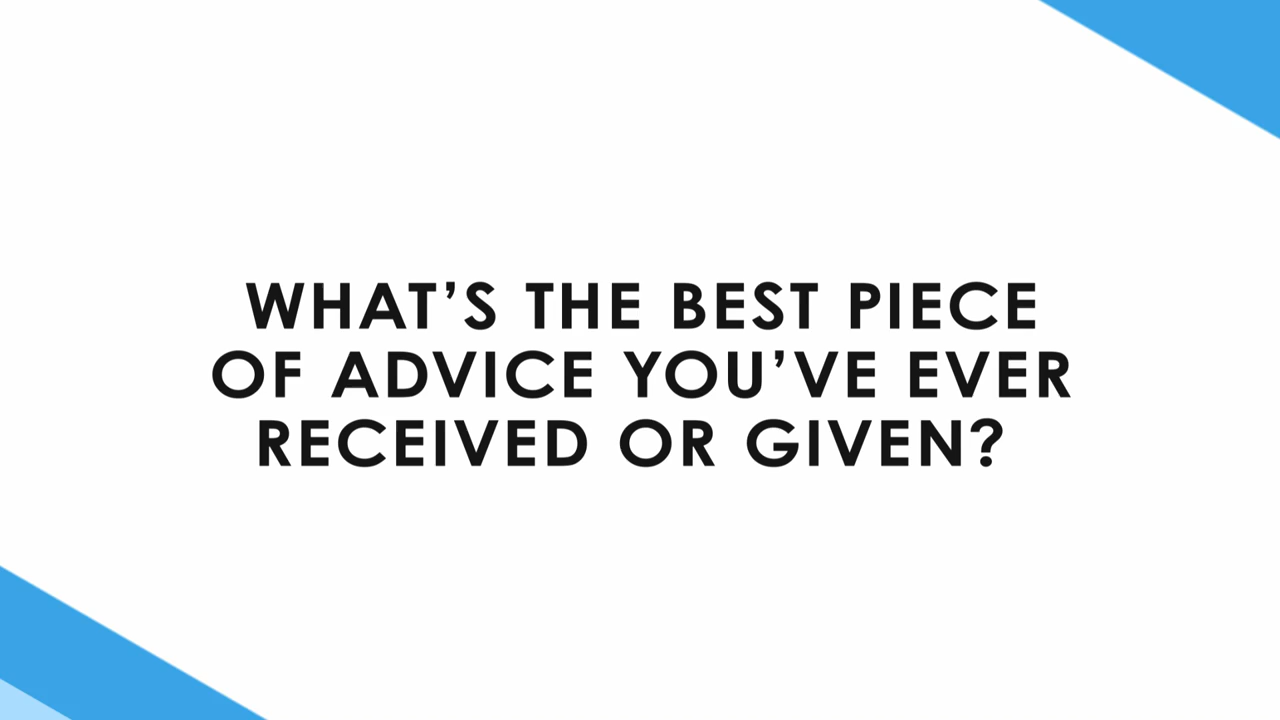 WHAT’S THE BEST PIECE
OF ADVICE YOU’VE EVER
RECEIVED OR GIVEN?